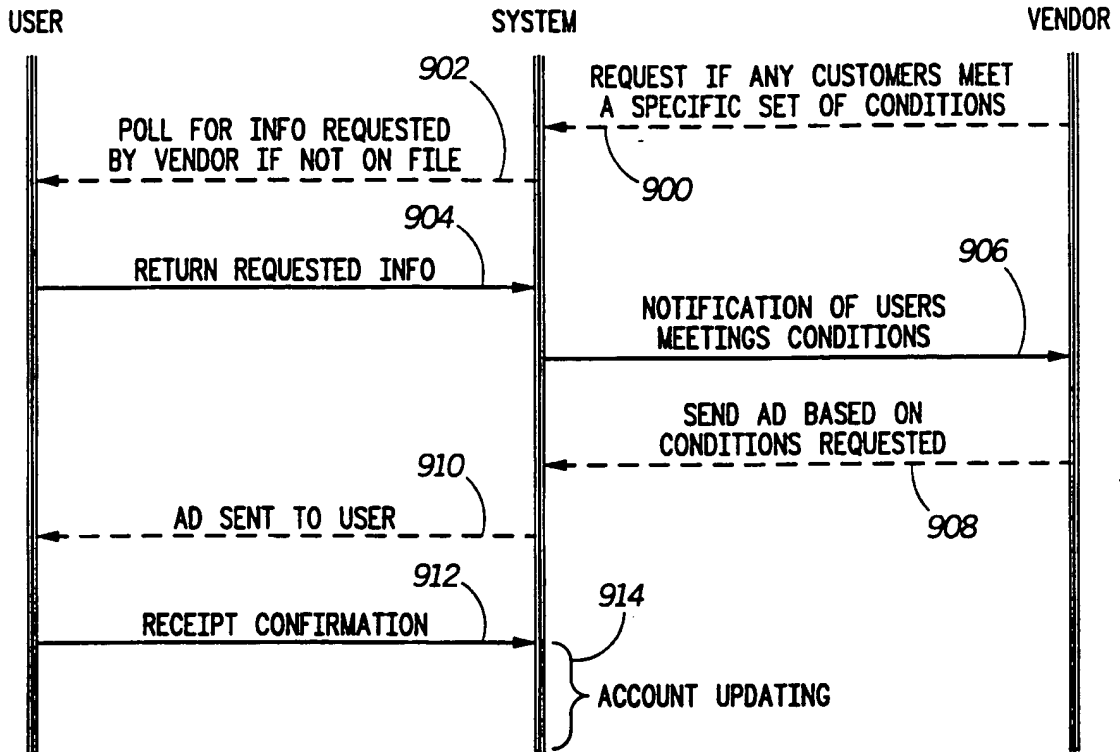 USER
SYSTEM
VENDOR
902
REQUEST IF ANY CUSTOMERS MEET
A SPECIFIC SET OF CONDITIONS
POLL FOR INFO REQUESTED
BY VENDOR IF NOT ON FILE
900
904
RETURN REQUESTED INFO
906
NOTIFICATION OF USERS
MEETINGS CONDITIONS
SEND AD BASED ON
CONDITIONS REQUESTED
910
AD SENT TO USER
908
912
914
RECEIPT CONFIRMATION
ACCOUNT UPDATING